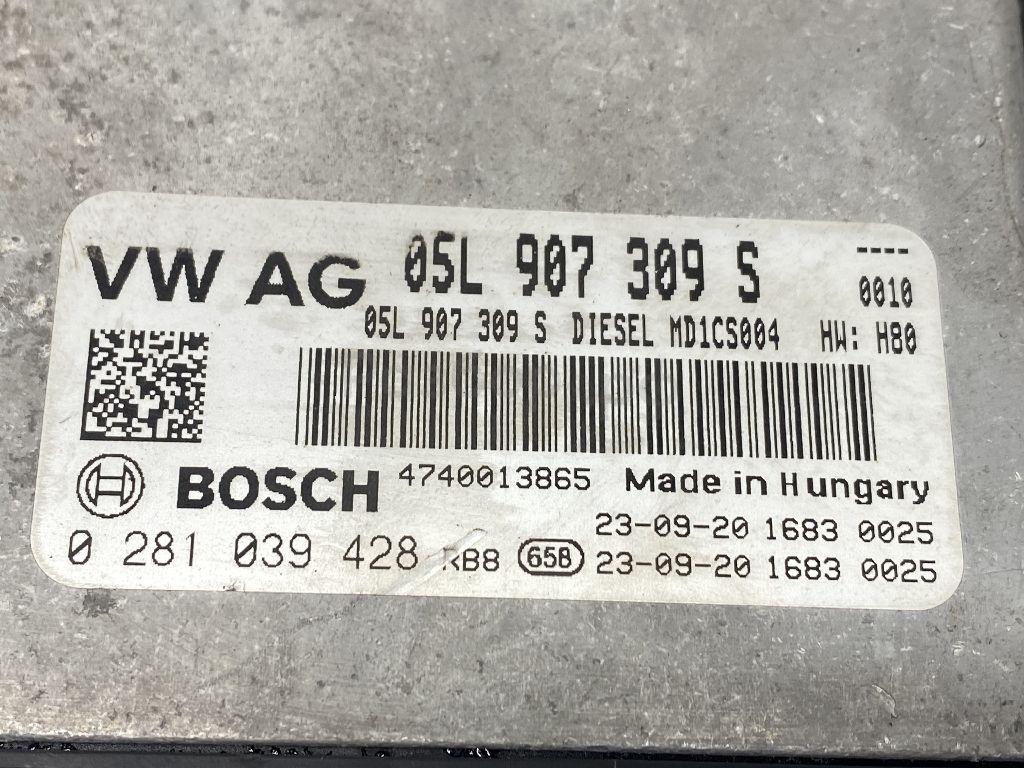 VW AG 05L 907 309 S ----
0010
05L 907 309 S DIESEL MD1CS004 HW: H80
BOSCH 4740013865 Made in Hungary
23-09-20 1683 0025
0 281 039 428 RB8 65B 23-09-20 1683 0025